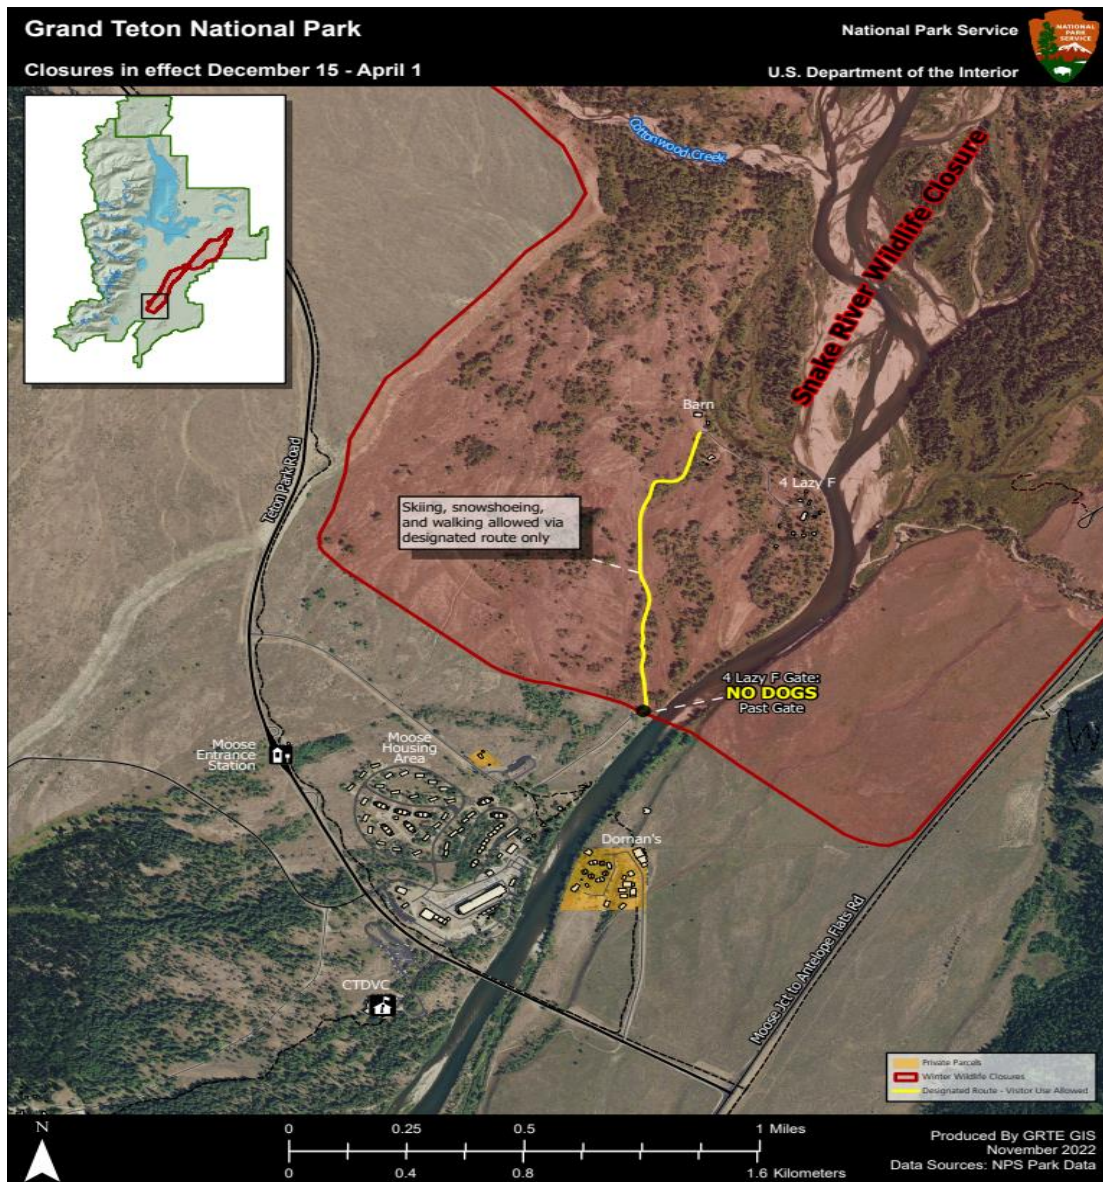 Grand Teton National Park
Closures in effect December 15 - April 1
National Park Service
U.S. Department of the Interior
NATIONAL
PARK
SERVICE
Cottonwood Creek
Snake River Wildlife Closure
Barn
4 Lazy F
Teton Park Road
Skiing, snowshoeing,
and walking allowed via
designated route only
4 Lazy F Gate:
NO DOGS
Past Gate
Moose
Entrance
Station
Moose
Housing
Area
Dornan's
CTDVC
Moose Jct to Antelope Flats Rd
Private Parcels
Winter Wildlife Closures
Designated Route - Visitor Use Allowed
N
0 0.25 0.5 1 Miles
0 0.4 0.8 1.6 Kilometers
Produced By GRTE GIS
November 2022
Data Sources: NPS Park Data